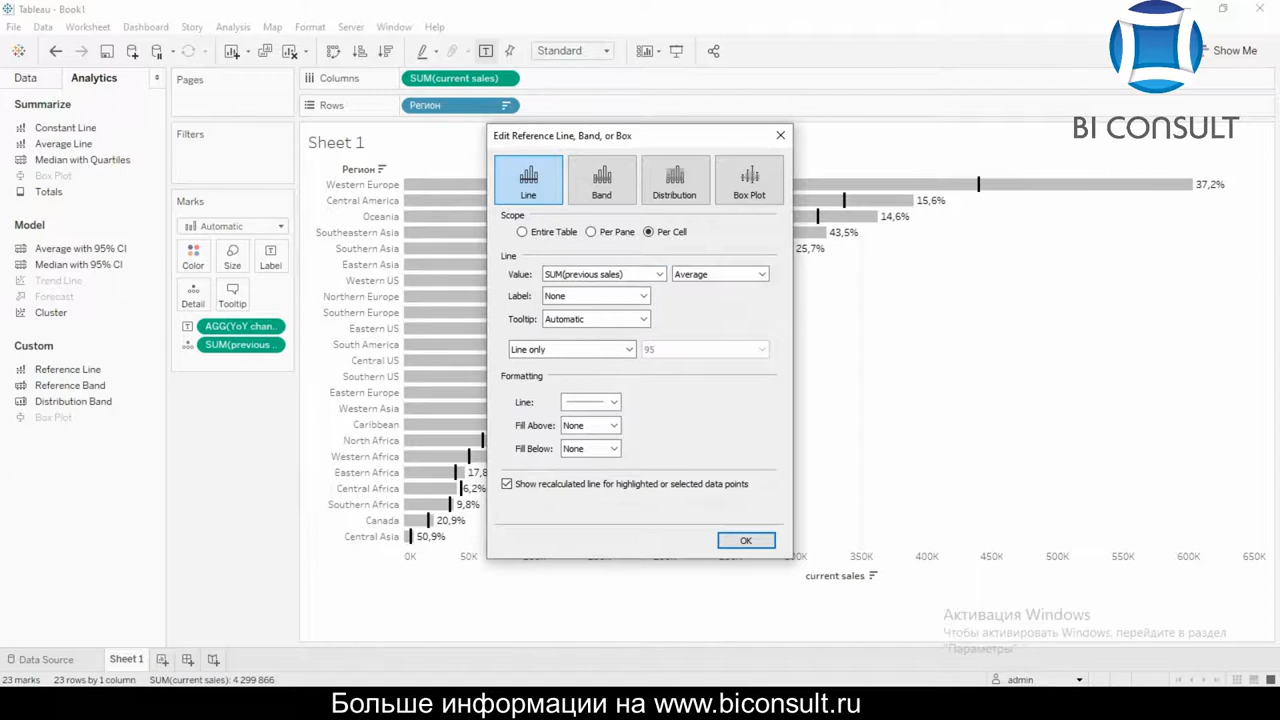 Tableau - Book1
File Data Worksheet Dashboard Story Analysis Map Format Server Window Help
Standard
Show Me
BI CONSULT
Data Analytics
Summarize
Constant Line
Average Line
Median with Quartiles
Box Plot
Totals
Model
Average with 95% CI
Median with 95% CI
Trend Line
Forecast
Cluster
Custom
Reference Line
Reference Band
Distribution Band
Box Plot
Pages
Filters
Marks
Automatic
Color Size Label
Detail Tooltip
AGG(YoY chan..
SUM(previous ..
Columns SUM(current sales)
Rows Регион
Sheet 1
Регион
Western Europe 37,2%
Central America 15,6%
Oceania 14,6%
Southeastern Asia 43,5%
Southern Asia 25,7%
Eastern Asia
Western US
Northern Europe
Southern Europe
Eastern US
South America
Central US
Southern US
Eastern Europe
Western Asia
Caribbean
North Africa
Western Africa
Eastern Africa 17,8
Central Africa 6,2%
Southern Africa 9,8%
Canada 20,9%
Central Asia 50,9%
0K 50K 300K 350K 400K 450K 500K 550K 600K 650K
current sales
Edit Reference Line, Band, or Box
Line Band Distribution Box Plot
Scope
Entire Table Per Pane Per Cell
Line
Value: SUM(previous sales) Average
Label: None
Tooltip: Automatic
Line only 95
Formatting
Line:
Fill Above: None
Fill Below: None
Show recalculated line for highlighted or selected data points
OK
Активация Windows
Чтобы активировать Windows, перейдите в раздел
"Параметры"
Data Source Sheet 1
23 marks 23 rows by 1 column SUM(current sales): 4 299 866
admin
Больше информации на www.biconsult.ru